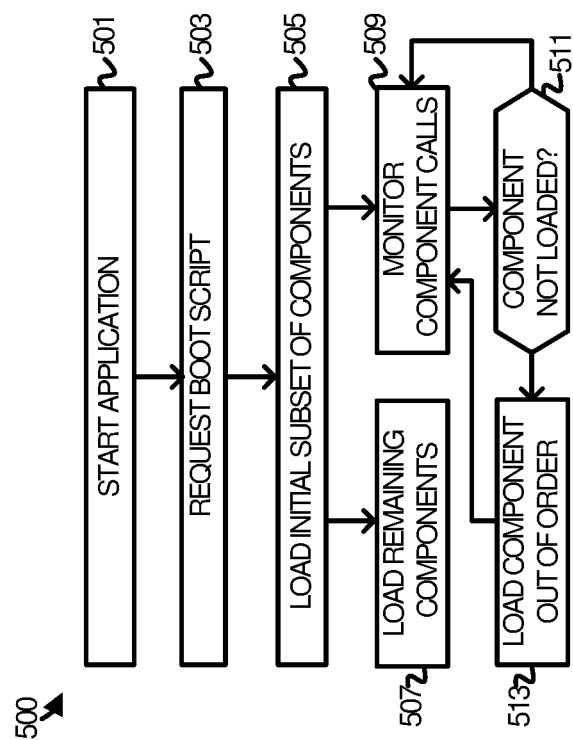 500
501
START APPLICATION
503
REQUEST BOOT SCRIPT
505
LOAD INITIAL SUBSET OF COMPONENTS
507
LOAD REMAINING
COMPONENTS
509
MONITOR
COMPONENT CALLS
511
COMPONENT
NOT LOADED?
513
LOAD COMPONENT
OUT OF ORDER